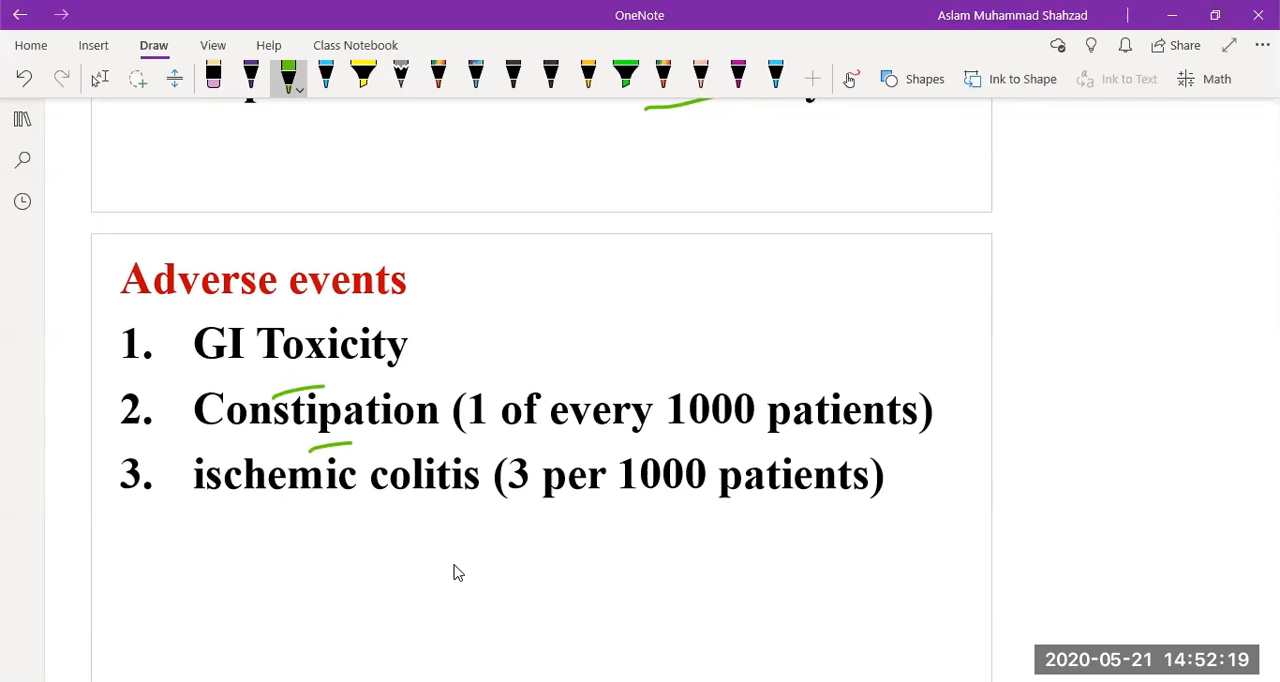 OneNote
Aslam Muhammad Shahzad
Home Insert Draw View Help Class Notebook
Share
Shapes Ink to Shape Ink to Text Math
Adverse events
1. GI Toxicity
2. Constipation (1 of every 1000 patients)
3. ischemic colitis (3 per 1000 patients)
2020-05-21 14:52:19